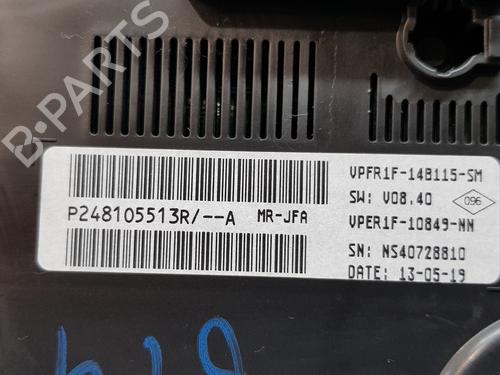 B-PARTS
VPFR1F-14B115-SM
SW: V08.40
096
P248105513R/--A MR-JFA
VPER1F-10849-NN
SN: NS40728810
DATE: 13-05-19